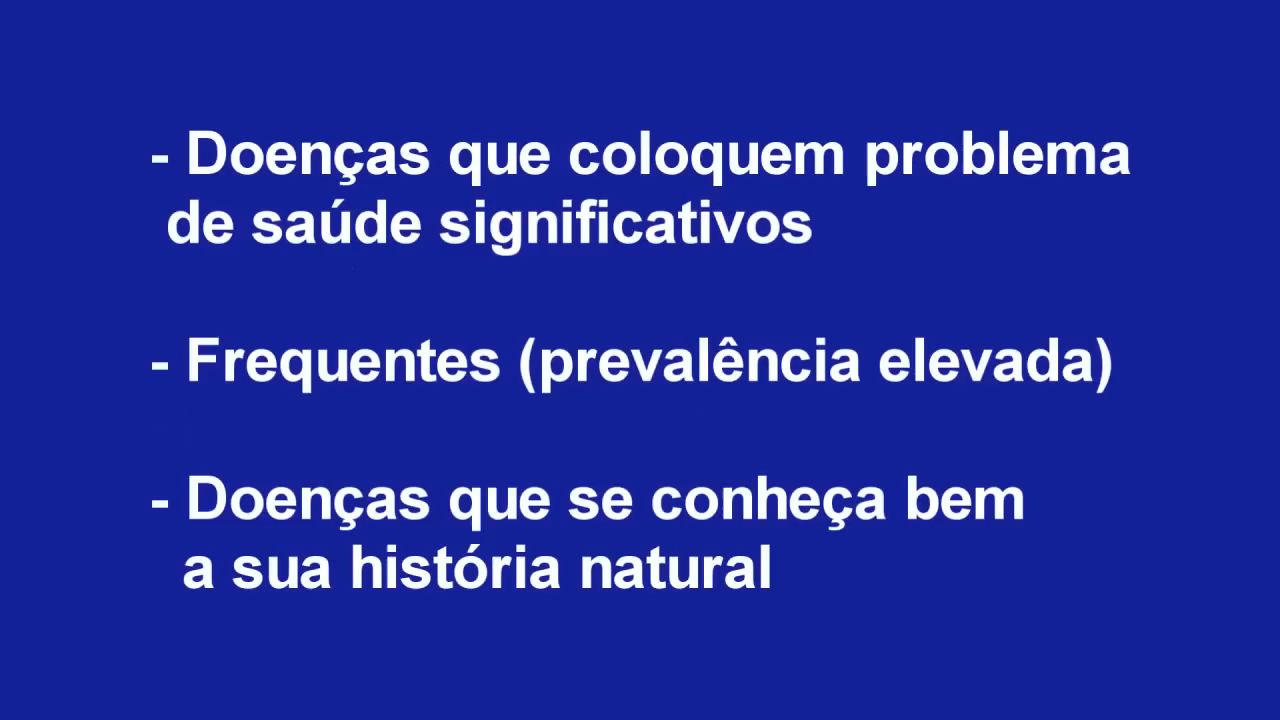 - Doenças que coloquem problema
de saúde significativos
- Frequentes (prevalência elevada)
- Doenças que se conheça bem
a sua história natural